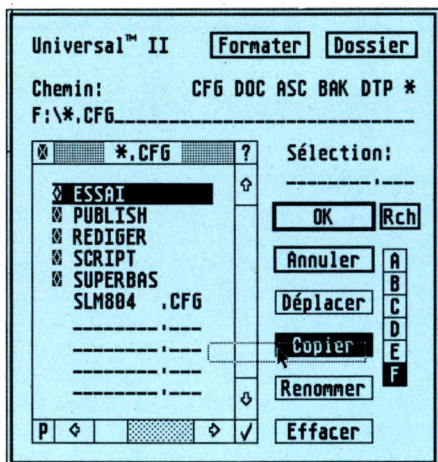 Universal™ II Formater Dossier
Chemin: CFG DOC ASC BAK DTP *
F:\*.CFG
*.CFG ? Sélection:
ESSAI
PUBLISH
OK Rch
REDIGER
SCRIPT
Annuler A
SUPERBAS
B
SLM804 .CFG
Déplacer C
D
Copier E
F
Renommer
P √ Effacer